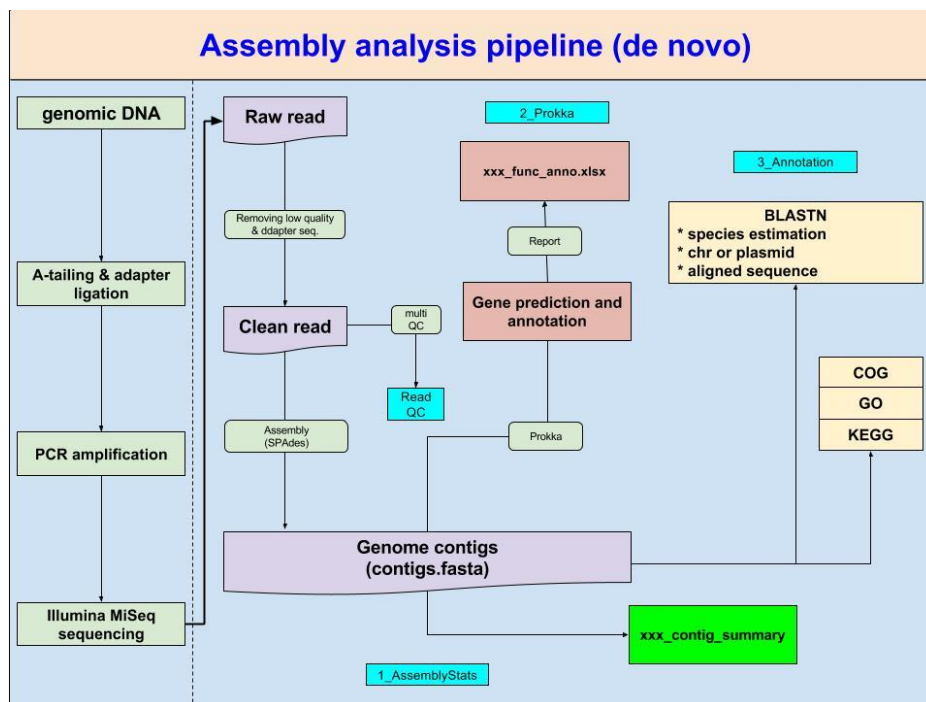 Assembly analysis pipeline (de novo)
genomic DNA
A-tailing & adapter
ligation
PCR amplification
Illumina MiSeq
sequencing
Raw read
Removing low quality
& ddapter seq.
Clean read
multi
QC
Read
QC
Assembly
(SPAdes)
2_Prokka
xxx_func_anno.xlsx
Report
Gene prediction and
annotation
Prokka
3_Annotation
BLASTN
* species estimation
* chr or plasmid
* aligned sequence
COG
GO
KEGG
Genome contigs
(contigs.fasta)
xxx_contig_summary
1_AssemblyStats